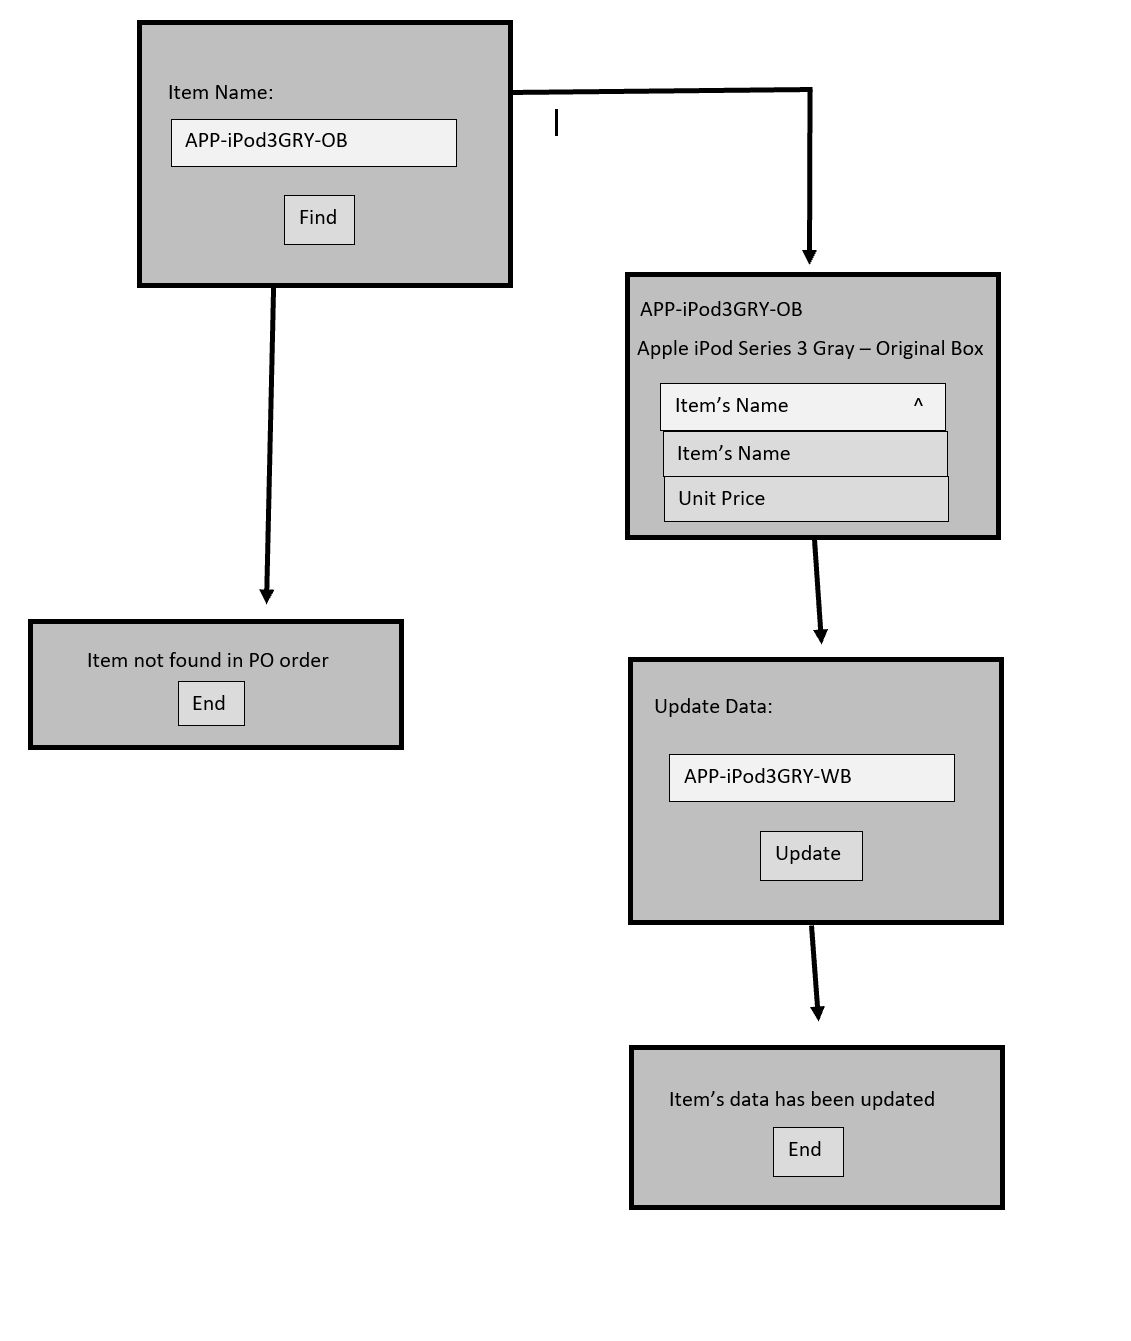 Item Name:
APP-iPod3GRY-OB
Find
APP-iPod3GRY-OB
Apple iPod Series 3 Gray – Original Box
Item’s Name ^
Item’s Name
Unit Price
Item not found in PO order
End
Update Data:
APP-iPod3GRY-WB
Update
Item’s data has been updated
End